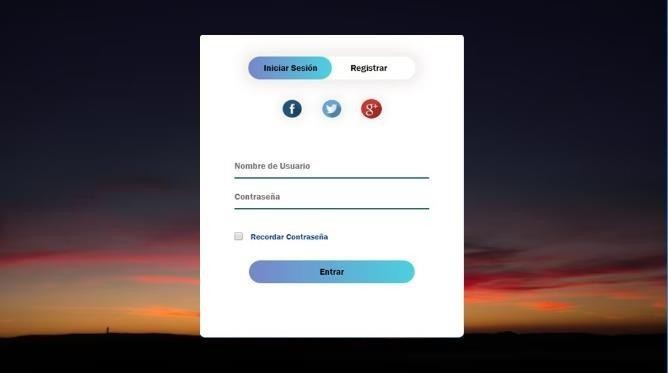 Iniciar Sesión
Registrar
f
g+
Nombre de Usuario
Contraseña
Recordar Contraseña
Entrar